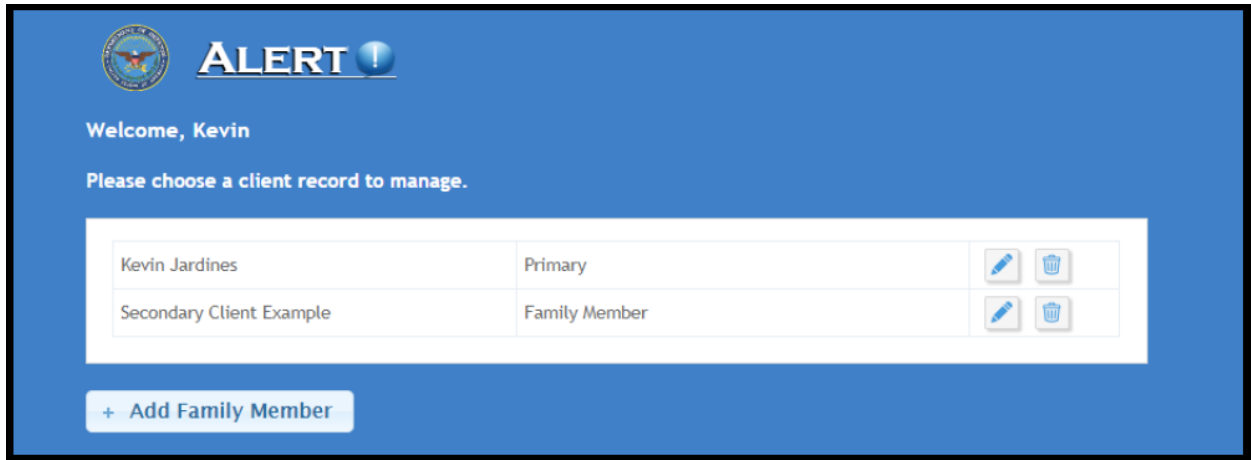 ALERT !
Welcome, Kevin
Please choose a client record to manage.
Kevin Jardines Primary
Secondary Client Example Family Member
+ Add Family Member